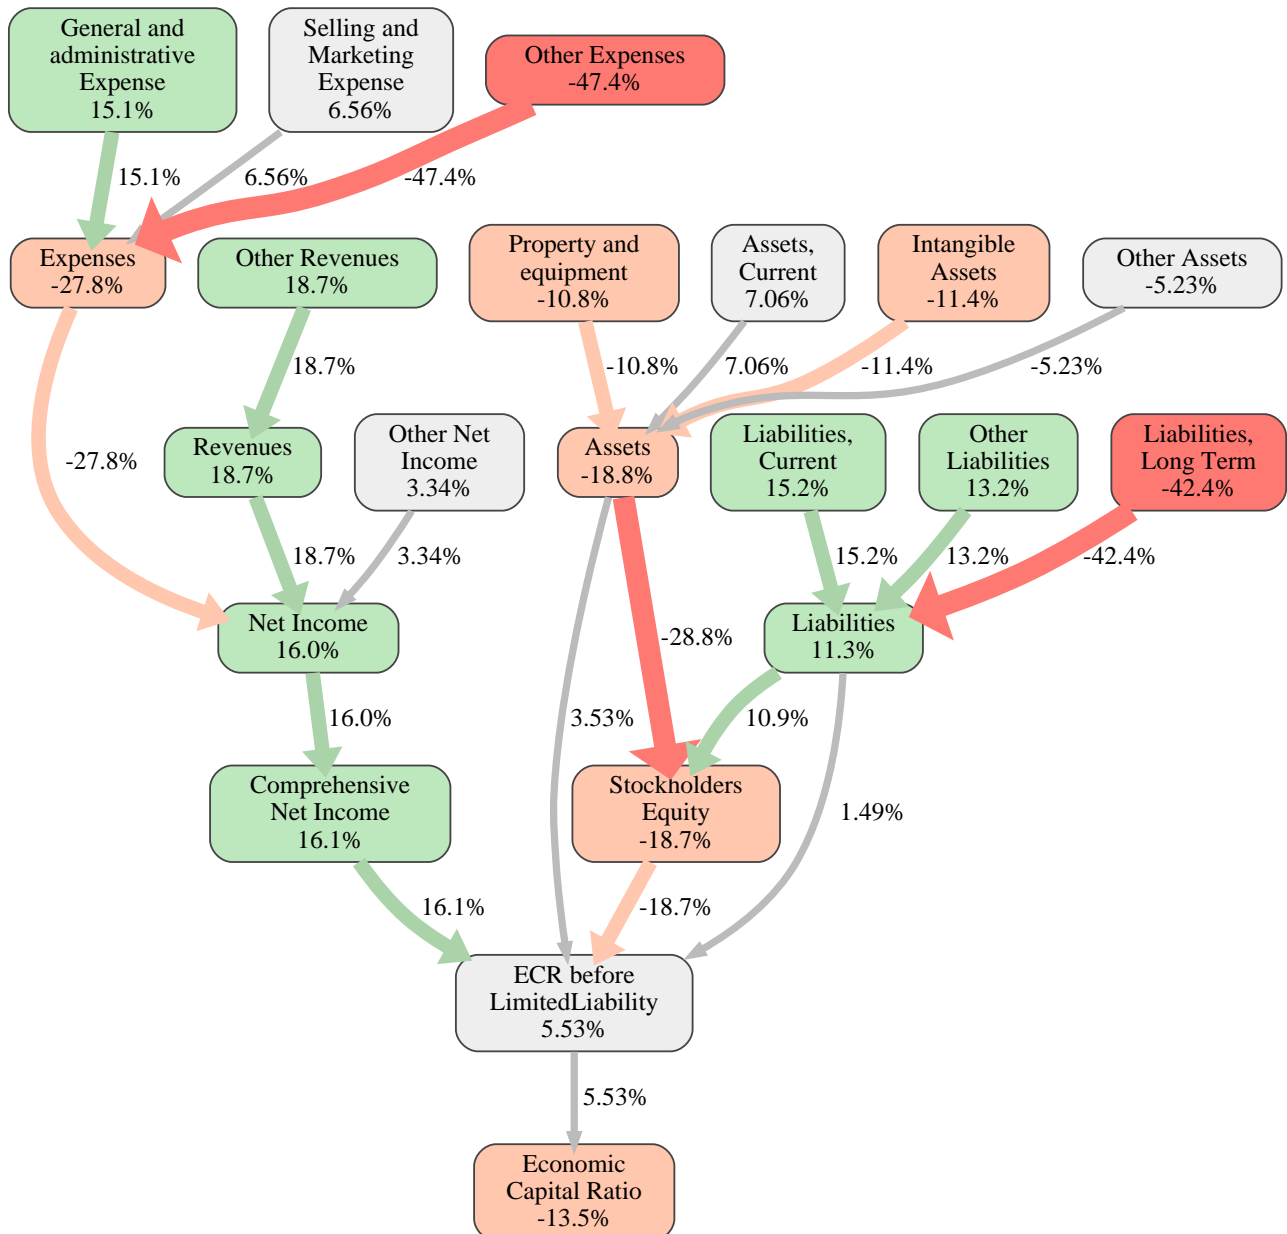 General and
administrative
Expense
15.1%
Selling and
Marketing
Expense
6.56%
Other Expenses
-47.4%
15.1%
6.56%
-47.4%
Expenses
-27.8%
Other Revenues
18.7%
Property and
equipment
-10.8%
Assets,
Current
7.06%
Intangible
Assets
-11.4%
Other Assets
-5.23%
18.7%
-10.8%
7.06%
-11.4%
-5.23%
-27.8%
Revenues
18.7%
Other Net
Income
3.34%
Assets
-18.8%
Liabilities,
Current
15.2%
Other
Liabilities
13.2%
Liabilities,
Long Term
-42.4%
18.7%
3.34%
15.2%
13.2%
-42.4%
Net Income
16.0%
-28.8%
Liabilities
11.3%
16.0%
3.53%
10.9%
Comprehensive
Net Income
16.1%
Stockholders
Equity
-18.7%
1.49%
16.1%
-18.7%
ECR before
LimitedLiability
5.53%
5.53%
Economic
Capital Ratio
-13.5%